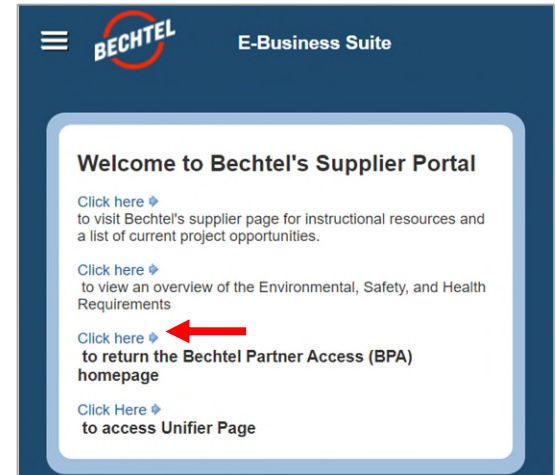 BECHTEL
E-Business Suite
Welcome to Bechtel's Supplier Portal
Click here
to visit Bechtel's supplier page for instructional resources and
a list of current project opportunities.
Click here
to view an overview of the Environmental, Safety, and Health
Requirements
Click here
to return the Bechtel Partner Access (BPA)
homepage
Click Here
to access Unifier Page